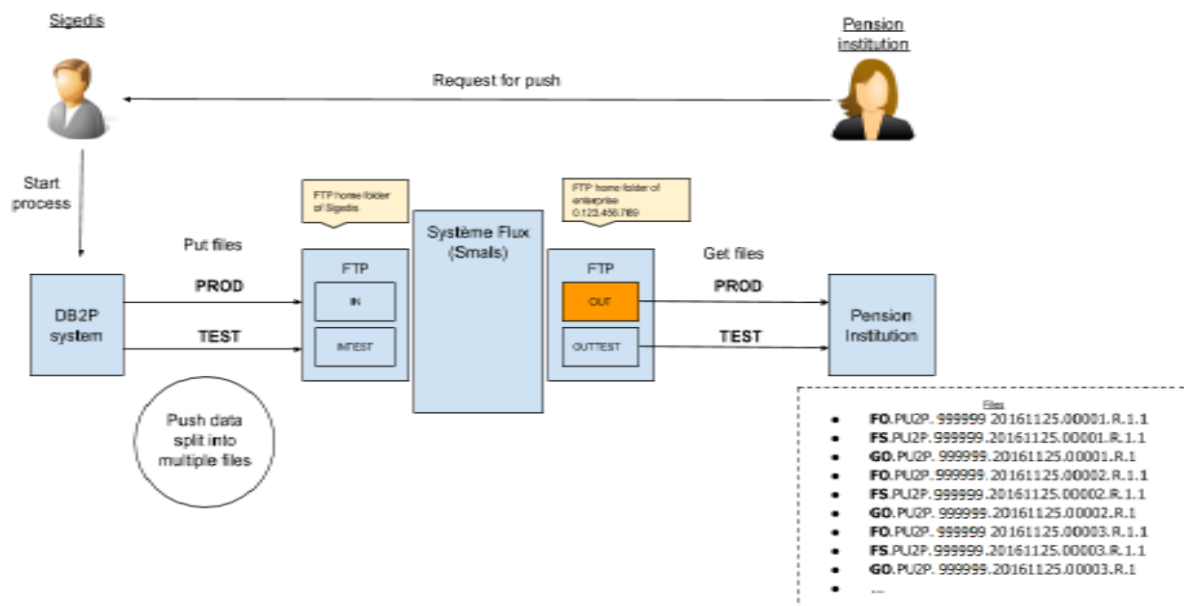 Sigedis
Pension
institution
Request for push
Start
process
FTP home folder
of Sigedis
FTP home folder of
enterprise
0.123.456.789
Système Flux
(Smals)
Put files
Get files
FTP
FTP
PROD
IN
OUT
PROD
DB2P
system
Pension
Institution
TEST
INTEST
OUTTEST
TEST
Push data
split into
multiple files
Files
• FO.PU2P. 999999.20161125.00001.R.1.1
• FS.PU2P. 999999.20161125.00001.R.1.1
• GO.PU2P. 999999.20161125.00001.R.1
• FO.PU2P. 999999.20161125.00002.R.1.1
• FS.PU2P. 999999.20161125.00002.R.1.1
• GO.PU2P. 999999.20161125.00002.R.1
• FO.PU2P. 999999.20161125.00003.R.1.1
• FS.PU2P. 999999.20161125.00003.R.1.1
• GO.PU2P. 999999.20161125.00003.R.1
• ...